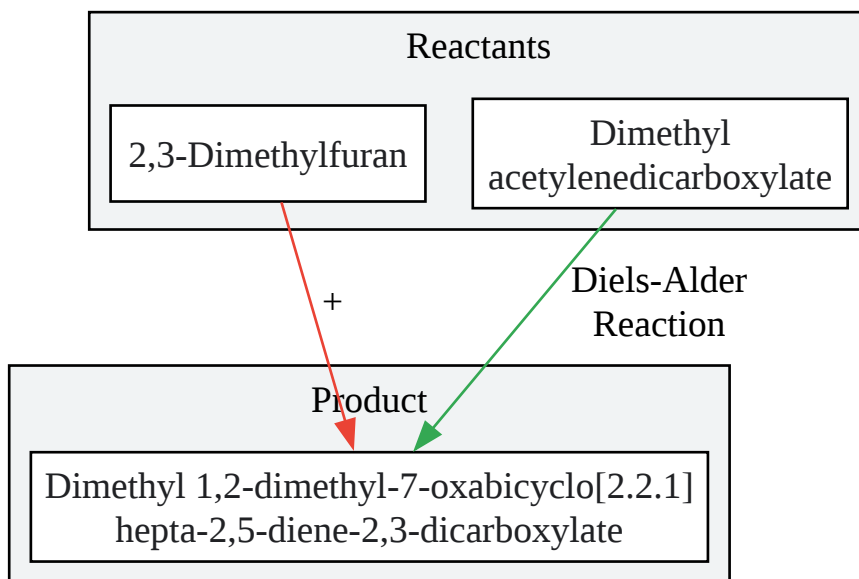 Reactants
2,3-Dimethylfuran
Dimethyl
acetylenedicarboxylate
+
Diels-Alder
Reaction
Product
Dimethyl 1,2-dimethyl-7-oxabicyclo[2.2.1]
hepta-2,5-diene-2,3-dicarboxylate